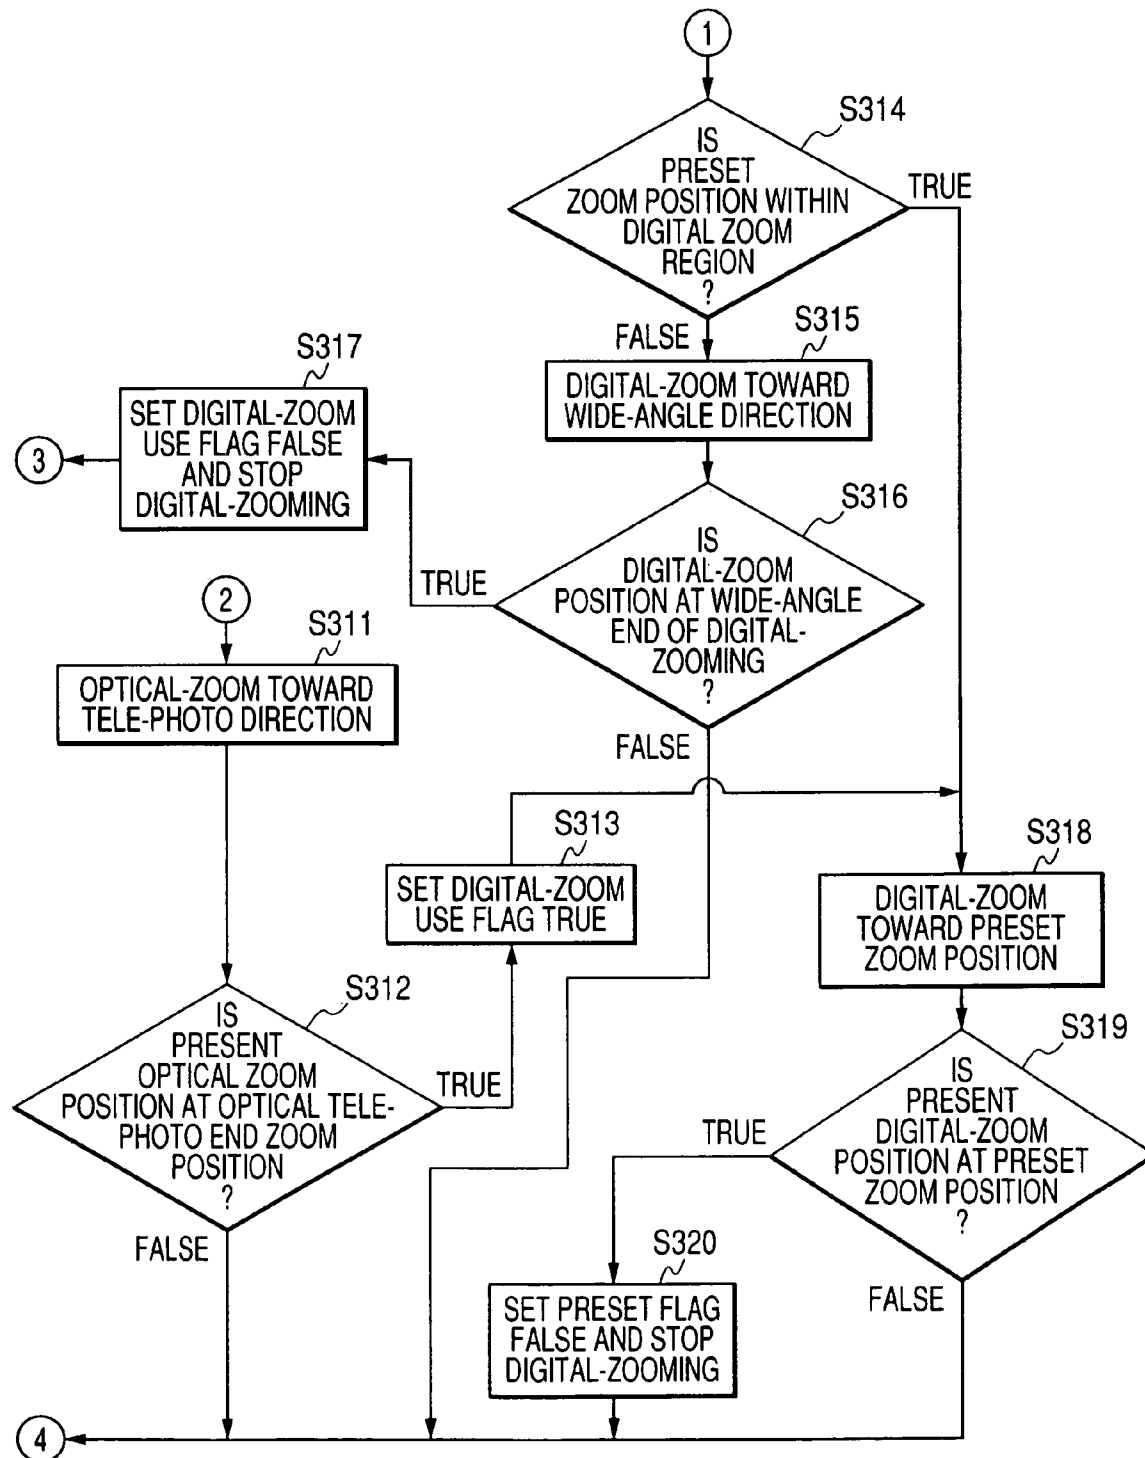 1
S314
IS
PRESET
ZOOM POSITION WITHIN
DIGITAL ZOOM
REGION
?
TRUE
FALSE
S315
DIGITAL-ZOOM TOWARD
WIDE-ANGLE DIRECTION
S317
SET DIGITAL-ZOOM
USE FLAG FALSE
AND STOP
DIGITAL-ZOOMING
3
S316
IS
DIGITAL-ZOOM
POSITION AT WIDE-ANGLE
END OF DIGITAL-
ZOOMING
?
TRUE
FALSE
2
S311
OPTICAL-ZOOM TOWARD
TELE-PHOTO DIRECTION
S313
SET DIGITAL-ZOOM
USE FLAG TRUE
S318
DIGITAL-ZOOM
TOWARD PRESET
ZOOM POSITION
S312
IS
PRESENT
OPTICAL ZOOM
POSITION AT OPTICAL TELE-
PHOTO END ZOOM
POSITION
?
TRUE
FALSE
S319
IS
PRESENT
DIGITAL-ZOOM
POSITION AT PRESET
ZOOM POSITION
?
TRUE
FALSE
S320
SET PRESET FLAG
FALSE AND STOP
DIGITAL-ZOOMING
4